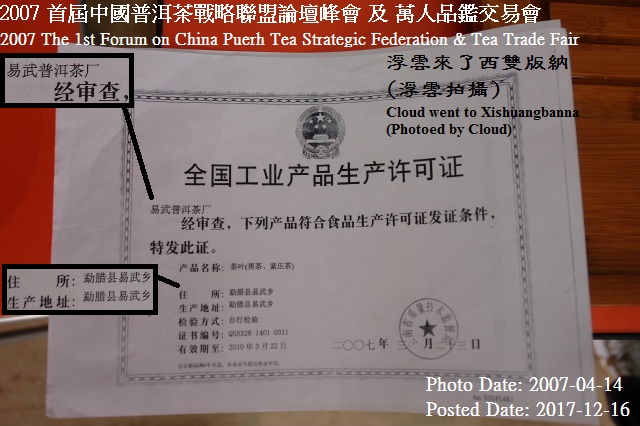 2007 首屆中國普洱茶戰略聯盟論壇峰會 及 萬人品鑑交易會
2007 The 1st Forum on China Puerh Tea Strategic Federation & Tea Trade Fair
易武普洱茶厂
经审查，
浮雲來了西雙版納
(浮雲拍攝)
Cloud went to Xishuangbanna
(Photoed by Cloud)
全国工业产品生产许可证
易武普洱茶厂
经审查，下列产品符合食品生产许可证发证条件，
特发此证。
产品名称：茶叶(黑茶、紧压茶)
住 所：勐腊县易武乡
生产地址：勐腊县易武乡
住 所：勐腊县易武乡
生产地址：勐腊县易武乡
检验方式：自行检验
证书编号：QS5328 1401 0311
有效期至：2010 年 3 月 22 日
二〇〇七年 三 月二十三日
Photo Date: 2007-04-14
Posted Date: 2017-12-16